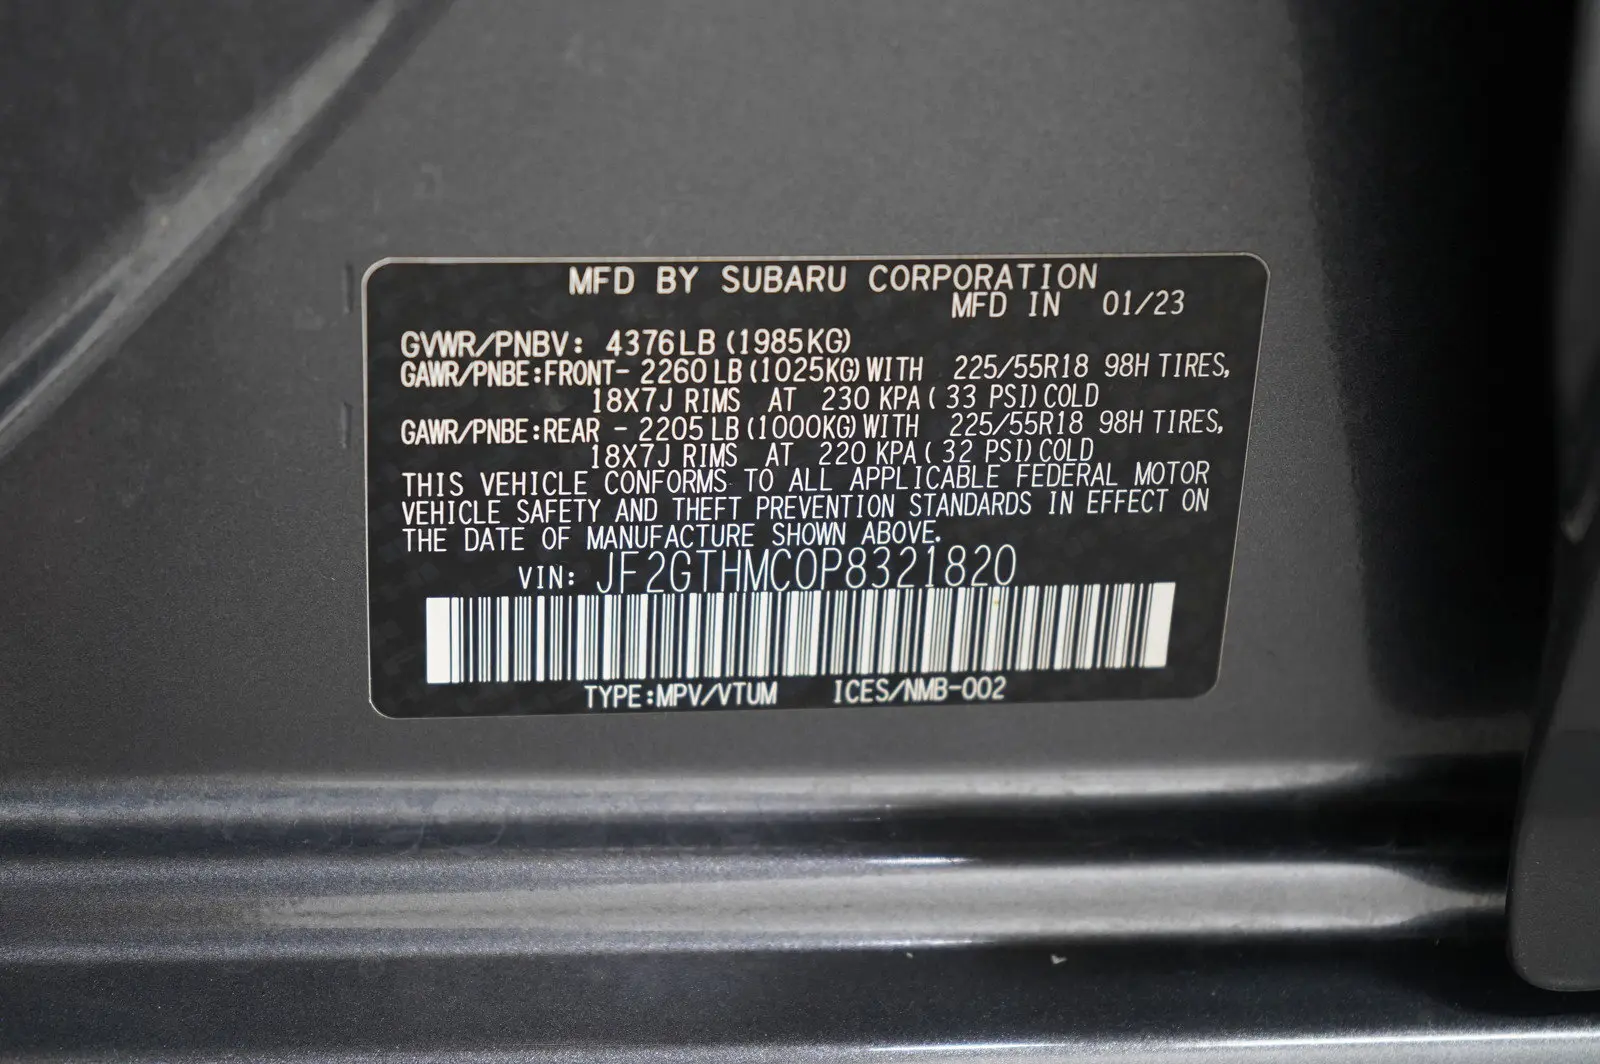 MFD BY SUBARU CORPORATION
MFD IN 01/23
GVWR/PNBV: 4376LB (1985KG)
GAWR/PNBE:FRONT- 2260 LB (1025KG) WITH 225/55R18 98H TIRES,
18X7J RIMS AT 230 KPA ( 33 PSI) COLD
GAWR/PNBE:REAR - 2205 LB (1000KG) WITH 225/55R18 98H TIRES,
18X7J RIMS AT 220 KPA ( 32 PSI) COLD
THIS VEHICLE CONFORMS TO ALL APPLICABLE FEDERAL MOTOR
VEHICLE SAFETY AND THEFT PREVENTION STANDARDS IN EFFECT ON
THE DATE OF MANUFACTURE SHOWN ABOVE.
VIN: JF2GTHMC0P8321820
TYPE:MPV/VTUM ICES/NMB-002